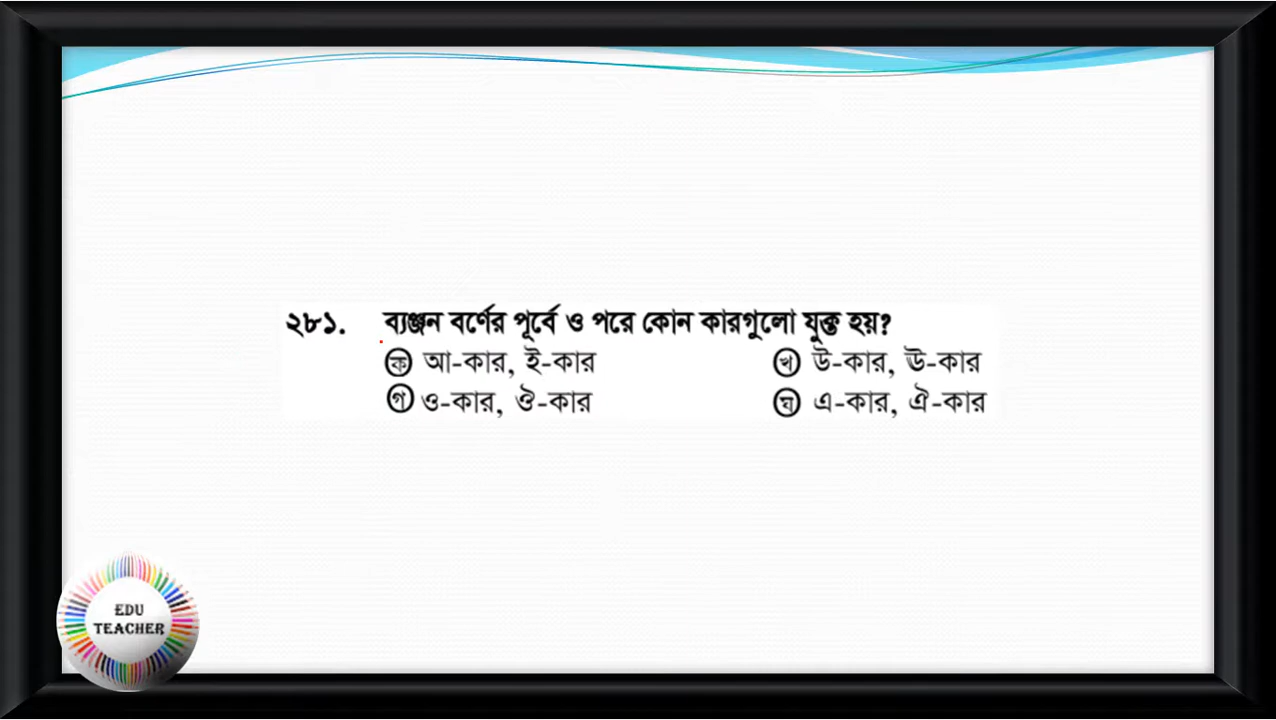 ২৮১. ব্যঞ্জন বর্ণের পূর্বে ও পরে কোন কারগুলো যুক্ত হয়?
ক আ-কার, ই-কার খ উ-কার, ঊ-কার
গ ও-কার, ঔ-কার ঘ এ-কার, ঐ-কার
EDU
TEACHER